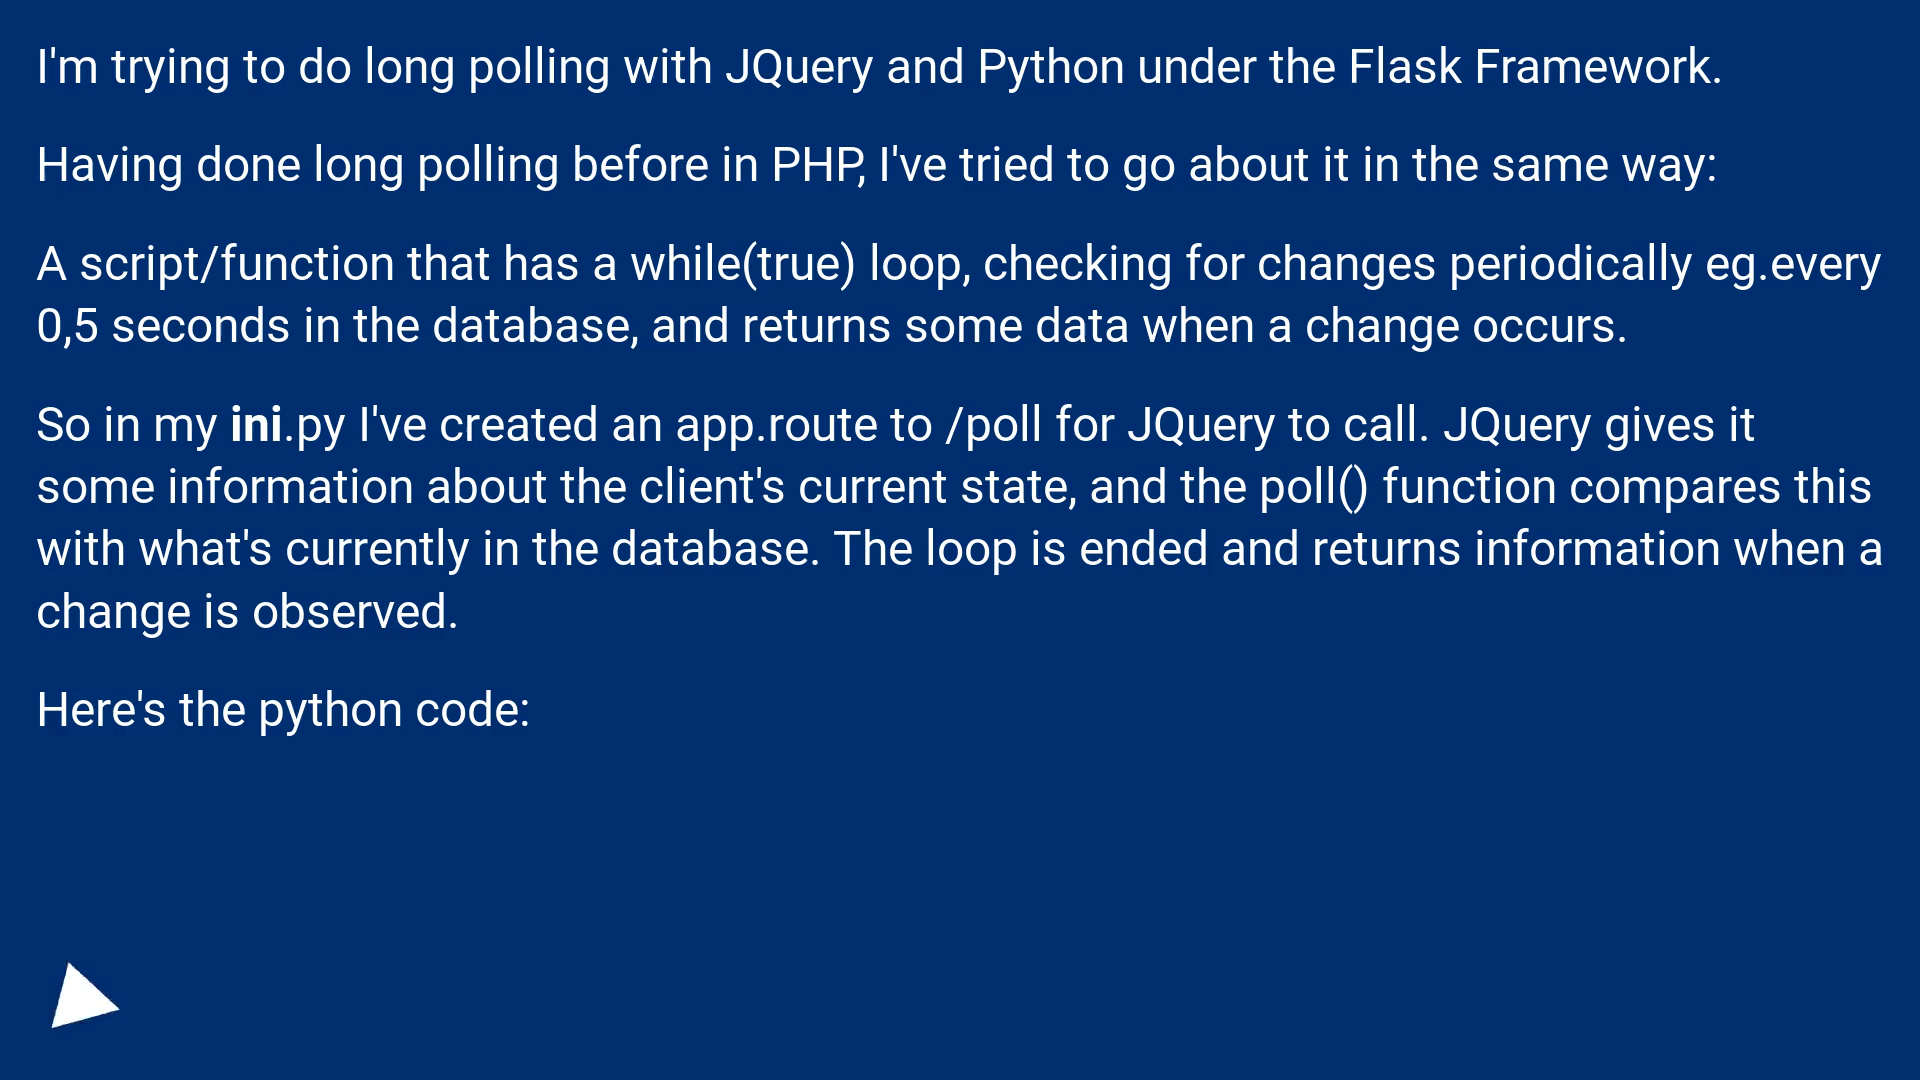 I'm trying to do long polling with JQuery and Python under the Flask Framework.
Having done long polling before in PHP, I've tried to go about it in the same way:
A script/function that has a while(true) loop, checking for changes periodically eg.every
0,5 seconds in the database, and returns some data when a change occurs.
So in my ini.py I've created an app.route to /poll for JQuery to call. JQuery gives it
some information about the client's current state, and the poll() function compares this
with what's currently in the database. The loop is ended and returns information when a
change is observed.
Here's the python code: